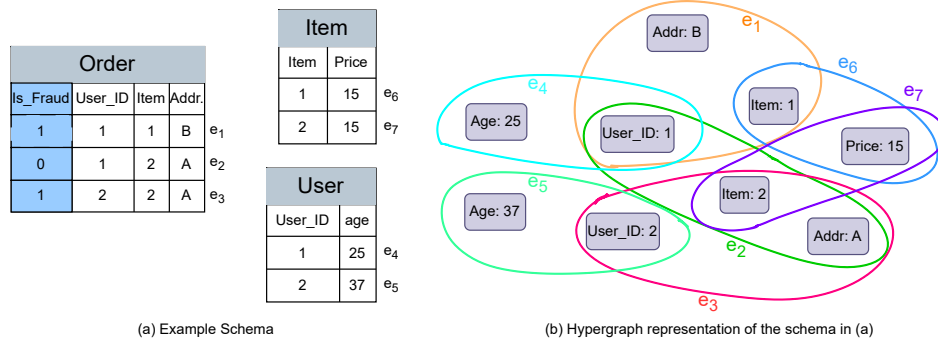 Order
Is_Fraud User_ID Item Addr.
1 1 1 B e1
0 1 2 A e2
1 2 2 A e3
Item
Item Price
1 15 e6
2 15 e7
User
User_ID age
1 25 e4
2 37 e5
(a) Example Schema
e1
Addr: B
e6
e4
e7
Item: 1
Age: 25
User_ID: 1
Price: 15
e5
Item: 2
Age: 37
User_ID: 2
Addr: A
e2
e3
(b) Hypergraph representation of the schema in (a)